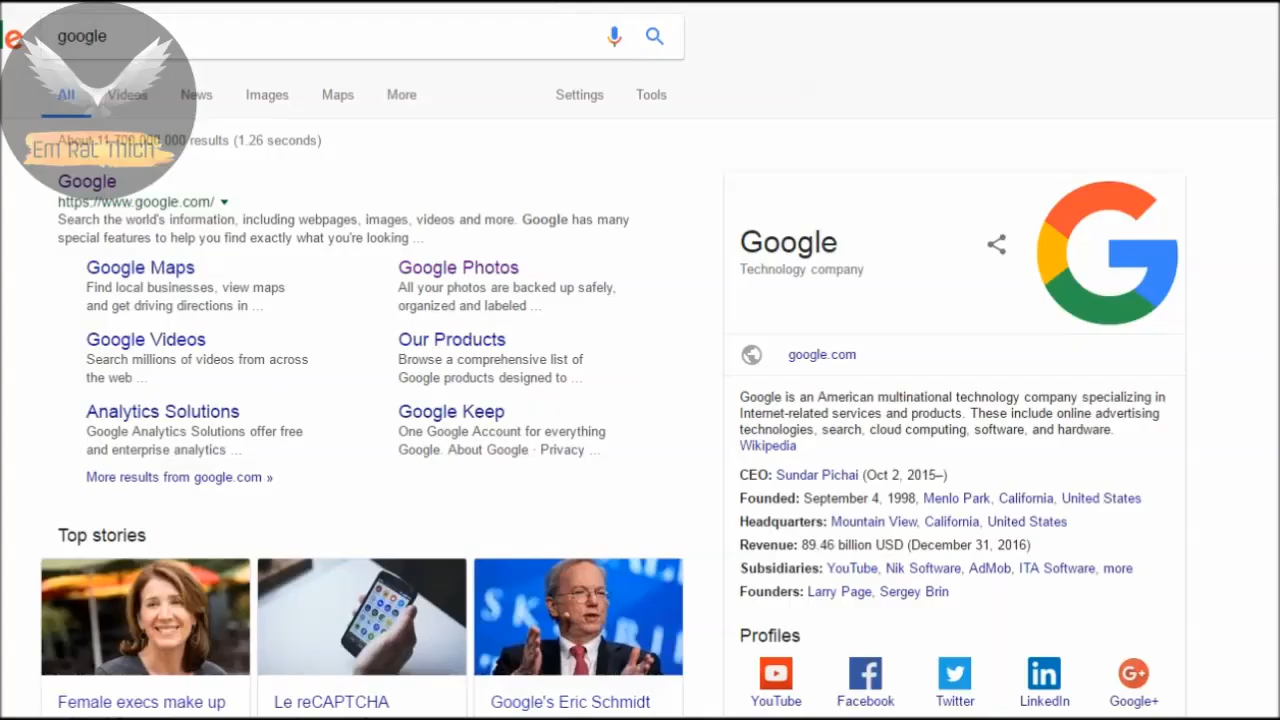 google
All Videos News Images Maps More Settings Tools
About 11,700,000,000 results (1.26 seconds)
Em Rat Thich
Google
https://www.google.com/
Search the world's information, including webpages, images, videos and more. Google has many
special features to help you find exactly what you're looking ...
Google Maps
Find local businesses, view maps
and get driving directions in ...
Google Photos
All your photos are backed up safely,
organized and labeled ...
Google Videos
Search millions of videos from across
the web ...
Our Products
Browse a comprehensive list of
Google products designed to ...
Analytics Solutions
Google Analytics Solutions offer free
and enterprise analytics ...
Google Keep
One Google Account for everything
Google. About Google · Privacy ...
More results from google.com »
Top stories
Female execs make up
Le reCAPTCHA
Google's Eric Schmidt
Google
Technology company
google.com
Google is an American multinational technology company specializing in
Internet-related services and products. These include online advertising
technologies, search, cloud computing, software, and hardware.
Wikipedia
CEO: Sundar Pichai (Oct 2, 2015–)
Founded: September 4, 1998, Menlo Park, California, United States
Headquarters: Mountain View, California, United States
Revenue: 89.46 billion USD (December 31, 2016)
Subsidiaries: YouTube, Nik Software, AdMob, ITA Software, more
Founders: Larry Page, Sergey Brin
Profiles
YouTube Facebook Twitter LinkedIn Google+